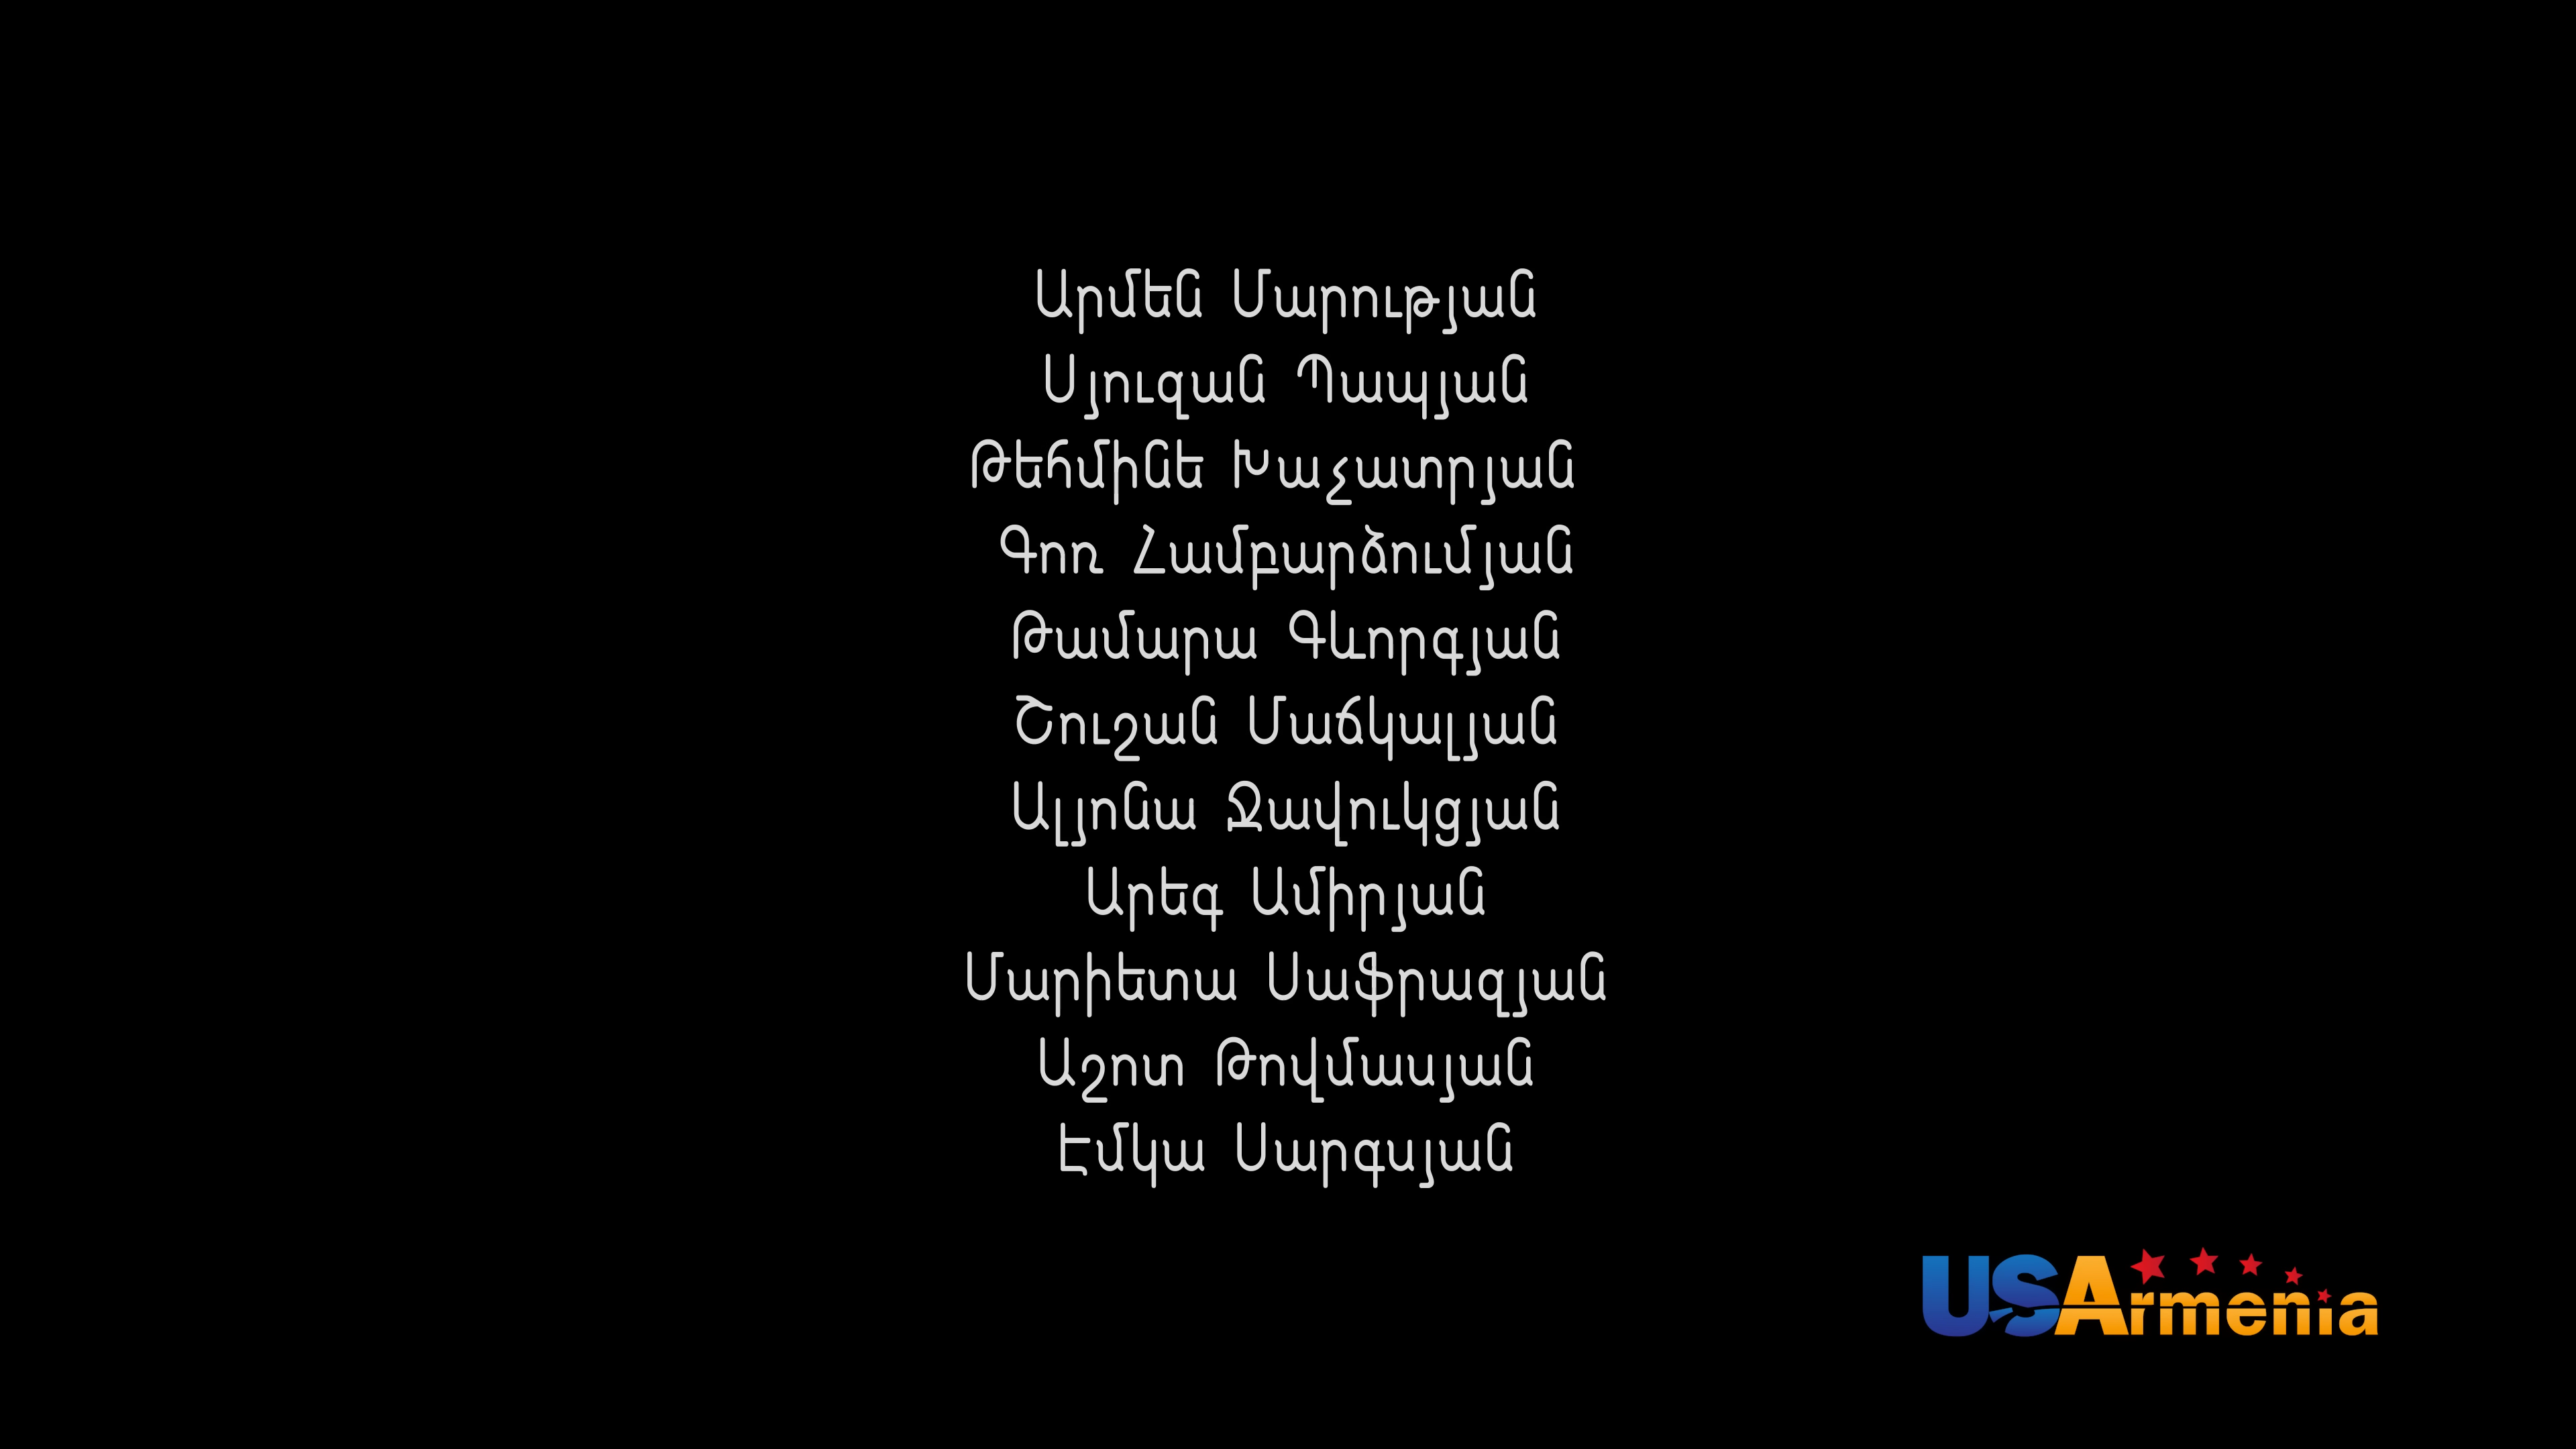 Արմեն Մարության
Սյուզան Պապյան
Թեհմինե Խաչատրյան
Գոռ Համբարձումյան
Թամարա Գևորգյան
Շուշան Մաճկալյան
Ալյոնա Ջավուկցյան
Արեգ Ամիրյան
Մարիետա Սաֆրազյան
Աշոտ Թովմասյան
Էմկա Սարգսյան
USArmenia